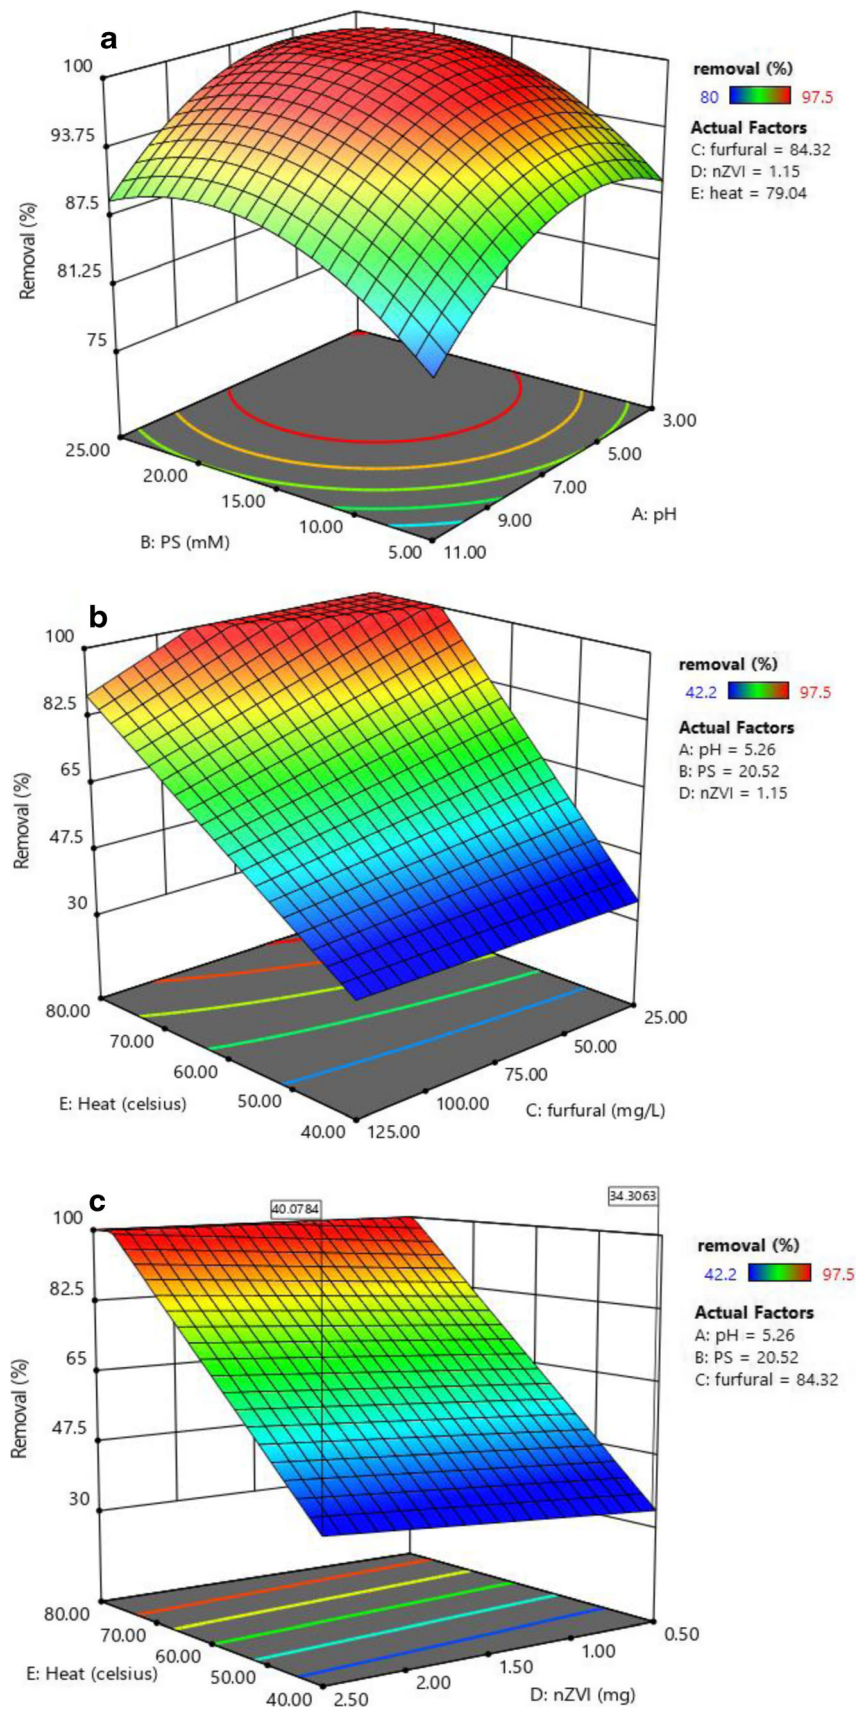 a
100
93.75
87.5
81.25
75
Removal (%)
25.00
20.00
15.00
10.00
5.00
B: PS (mM)
11.00
9.00
7.00
5.00
3.00
A: pH
removal (%)
80 97.5
Actual Factors
C: furfural = 84.32
D: nZVI = 1.15
E: heat = 79.04
b
100
82.5
65
47.5
30
Removal (%)
80.00
70.00
60.00
50.00
40.00
E: Heat (celsius)
125.00
100.00
75.00
50.00
25.00
C: furfural (mg/L)
removal (%)
42.2 97.5
Actual Factors
A: pH = 5.26
B: PS = 20.52
D: nZVI = 1.15
c
40.0784
34.3063
100
82.5
65
47.5
30
Removal (%)
80.00
70.00
60.00
50.00
40.00
E: Heat (celsius)
2.50
2.00
1.50
1.00
0.50
D: nZVI (mg)
removal (%)
42.2 97.5
Actual Factors
A: pH = 5.26
B: PS = 20.52
C: furfural = 84.32